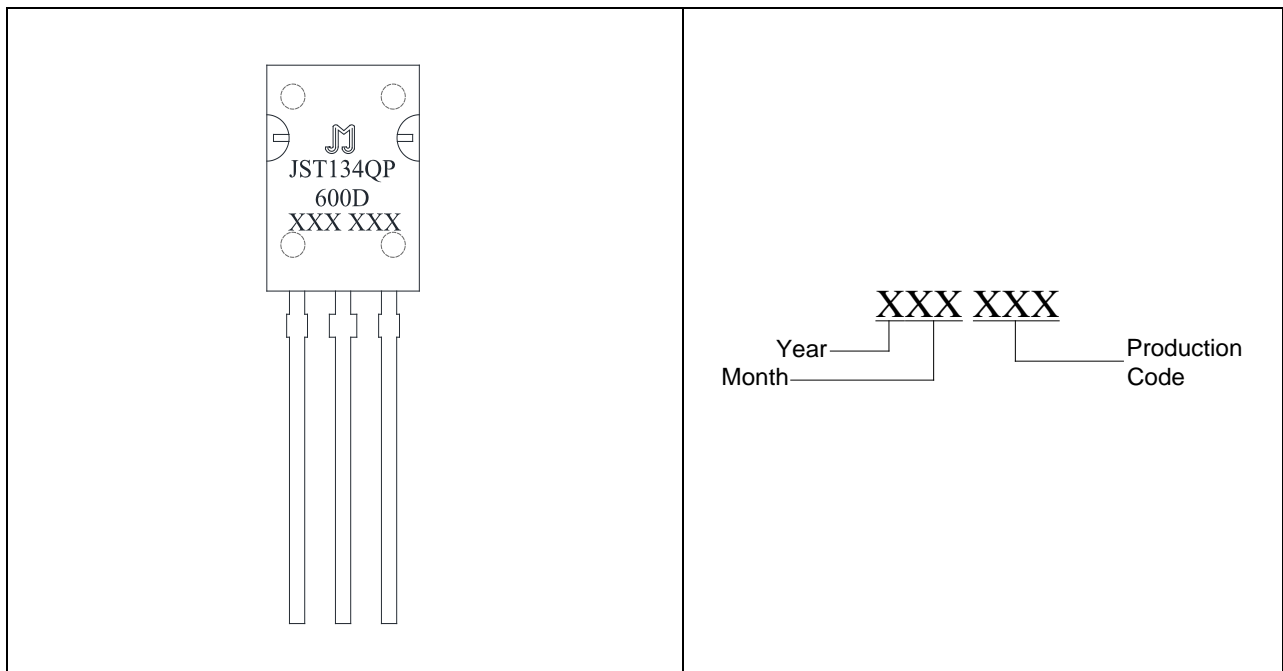 JST134QP
600D
XXX XXX
XXX XXX
Year
Month
Production
Code